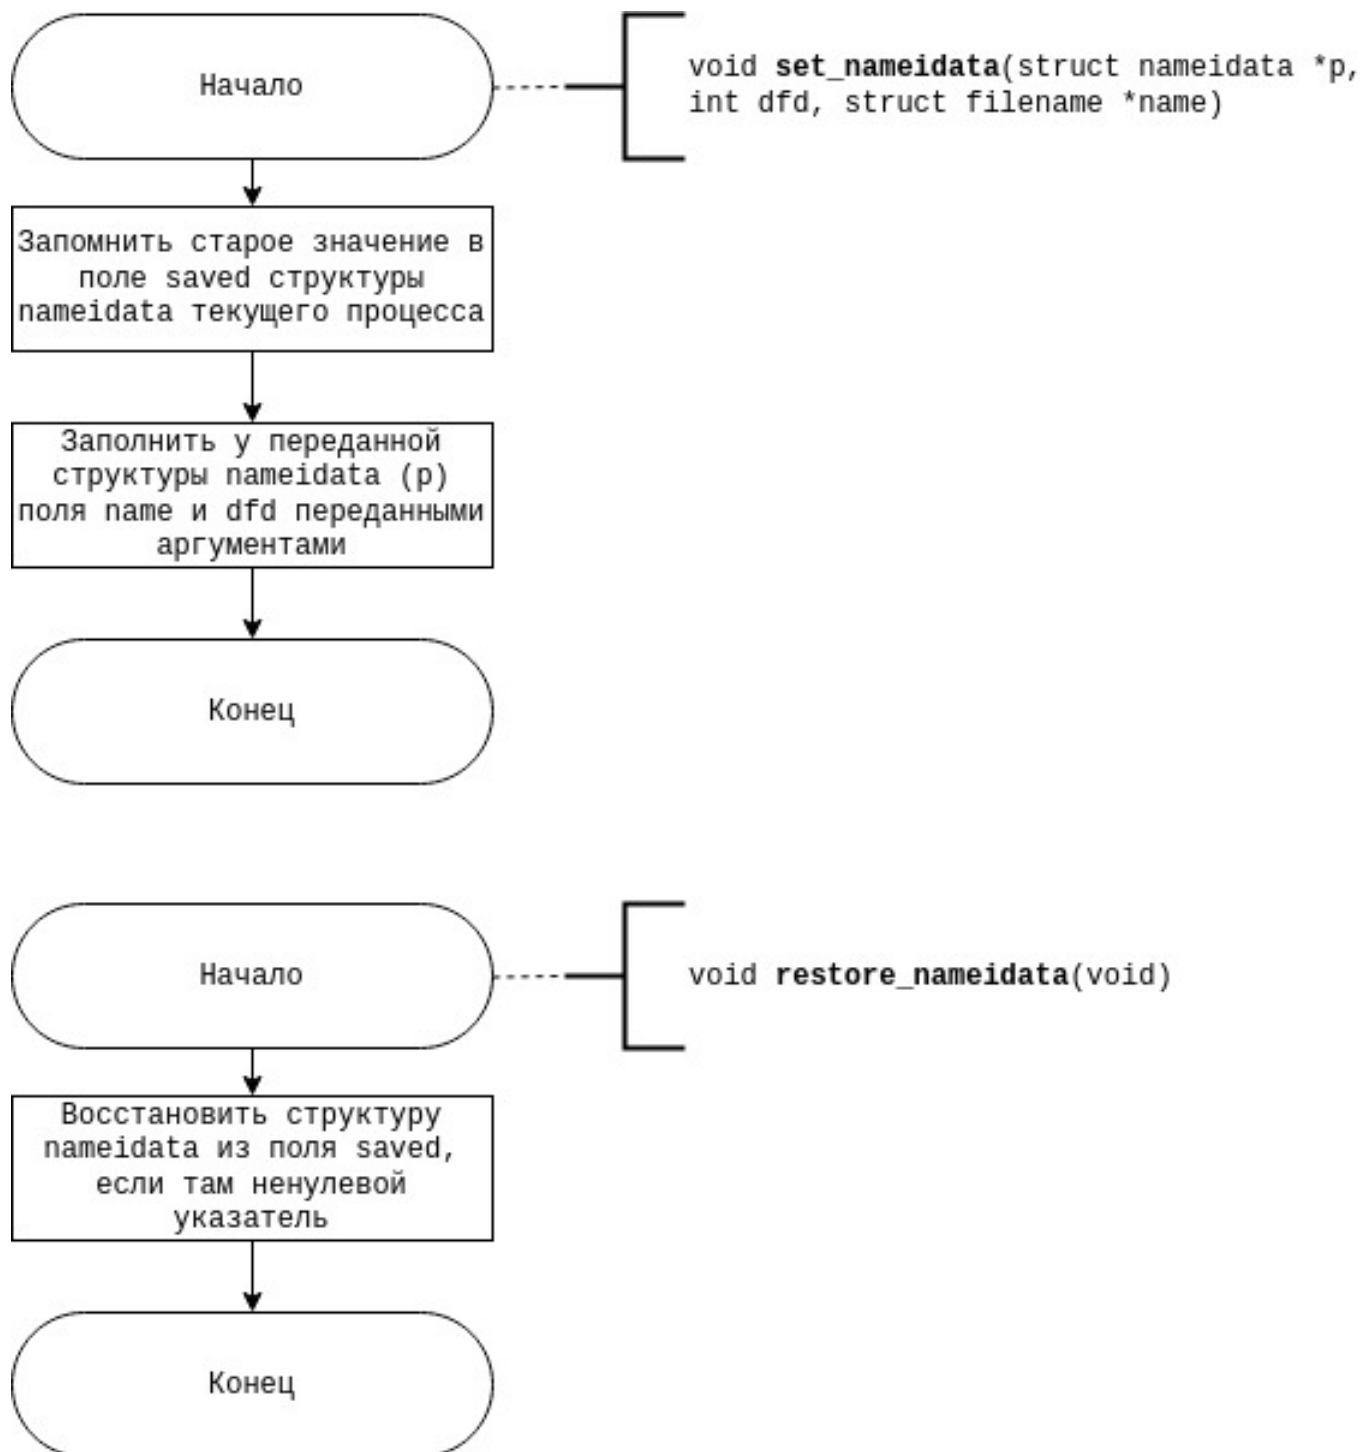 Начало
void set_nameidata(struct nameidata *p,
int dfd, struct filename *name)
Запомнить старое значение в
поле saved структуры
nameidata текущего процесса
Заполнить у переданной
структуры nameidata (p)
поля name и dfd переданными
аргументами
Конец
Начало
void restore_nameidata(void)
Восстановить структуру
nameidata из поля saved,
если там ненулевой
указатель
Конец